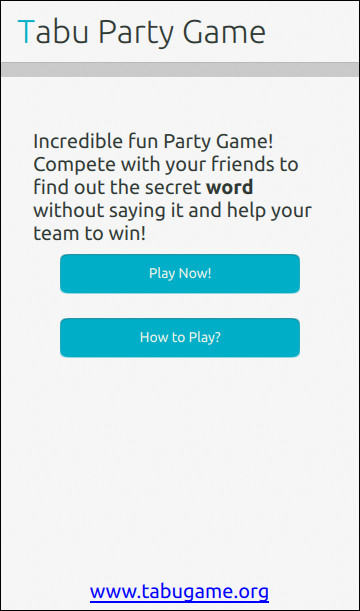 Tabu Party Game
Incredible fun Party Game!
Compete with your friends to
find out the secret word
without saying it and help your
team to win!
Play Now!
How to Play?
www.tabugame.org